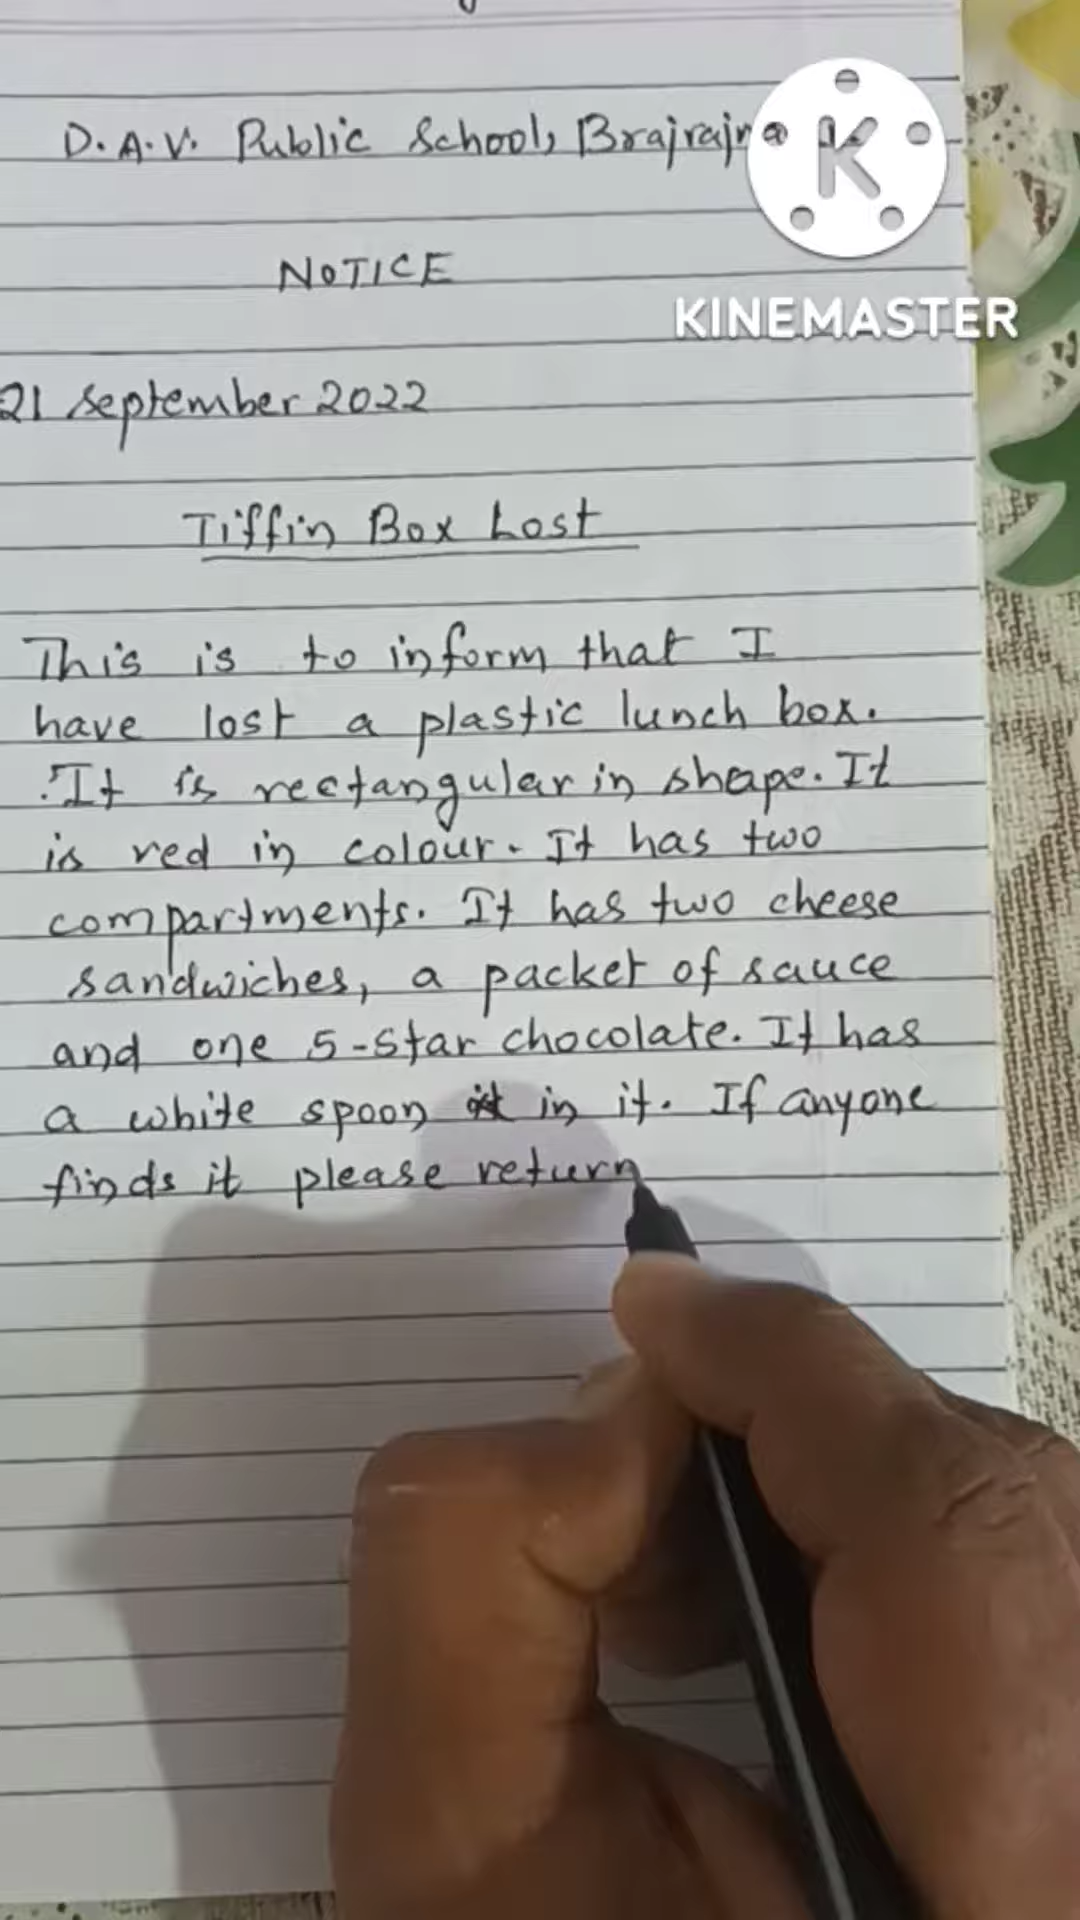 D.A.V. Public School, Brajrajna
K
KINEMASTER
NOTICE
21 September 2022
Tiffin Box Lost
This is to inform that I
have lost a plastic lunch box.
It is rectangular in shape. It
is red in colour. It has two
compartments. It has two cheese
sandwiches, a packet of sauce
and one 5-star chocolate. It has
a white spoon in it. If anyone
finds it please return